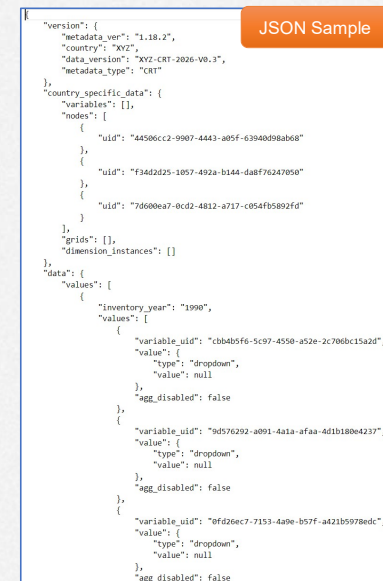 JSON Sample
{
"version": {
"metadata_ver": "1.18.2",
"country": "XYZ",
"data_version": "XYZ-CRT-2026-V0.3",
"metadata_type": "CRT"
},
"country_specific_data": {
"variables": [],
"nodes": [
{
"uid": "44506cc2-9907-4443-a05f-63940d98ab68"
},
{
"uid": "f34d2d25-1057-492a-b144-da8f76247050"
},
{
"uid": "7d600ea7-0cd2-4812-a717-c054fb5892fd"
}
],
"grids": [],
"dimension_instances": []
},
"data": {
"values": [
{
"inventory_year": "1990",
"values": [
{
"variable_uid": "cbb4b5f6-5c97-4550-a52e-2c706bc15a2d",
"value": {
"type": "dropdown",
"value": null
},
"agg_disabled": false
},
{
"variable_uid": "9d576292-a091-4a1a-afaa-4d1b180e4237",
"value": {
"type": "dropdown",
"value": null
},
"agg_disabled": false
},
{
"variable_uid": "0fd26ec7-7153-4a9e-b57f-a421b5978edc",
"value": {
"type": "dropdown",
"value": null
},
"agg_disabled": false